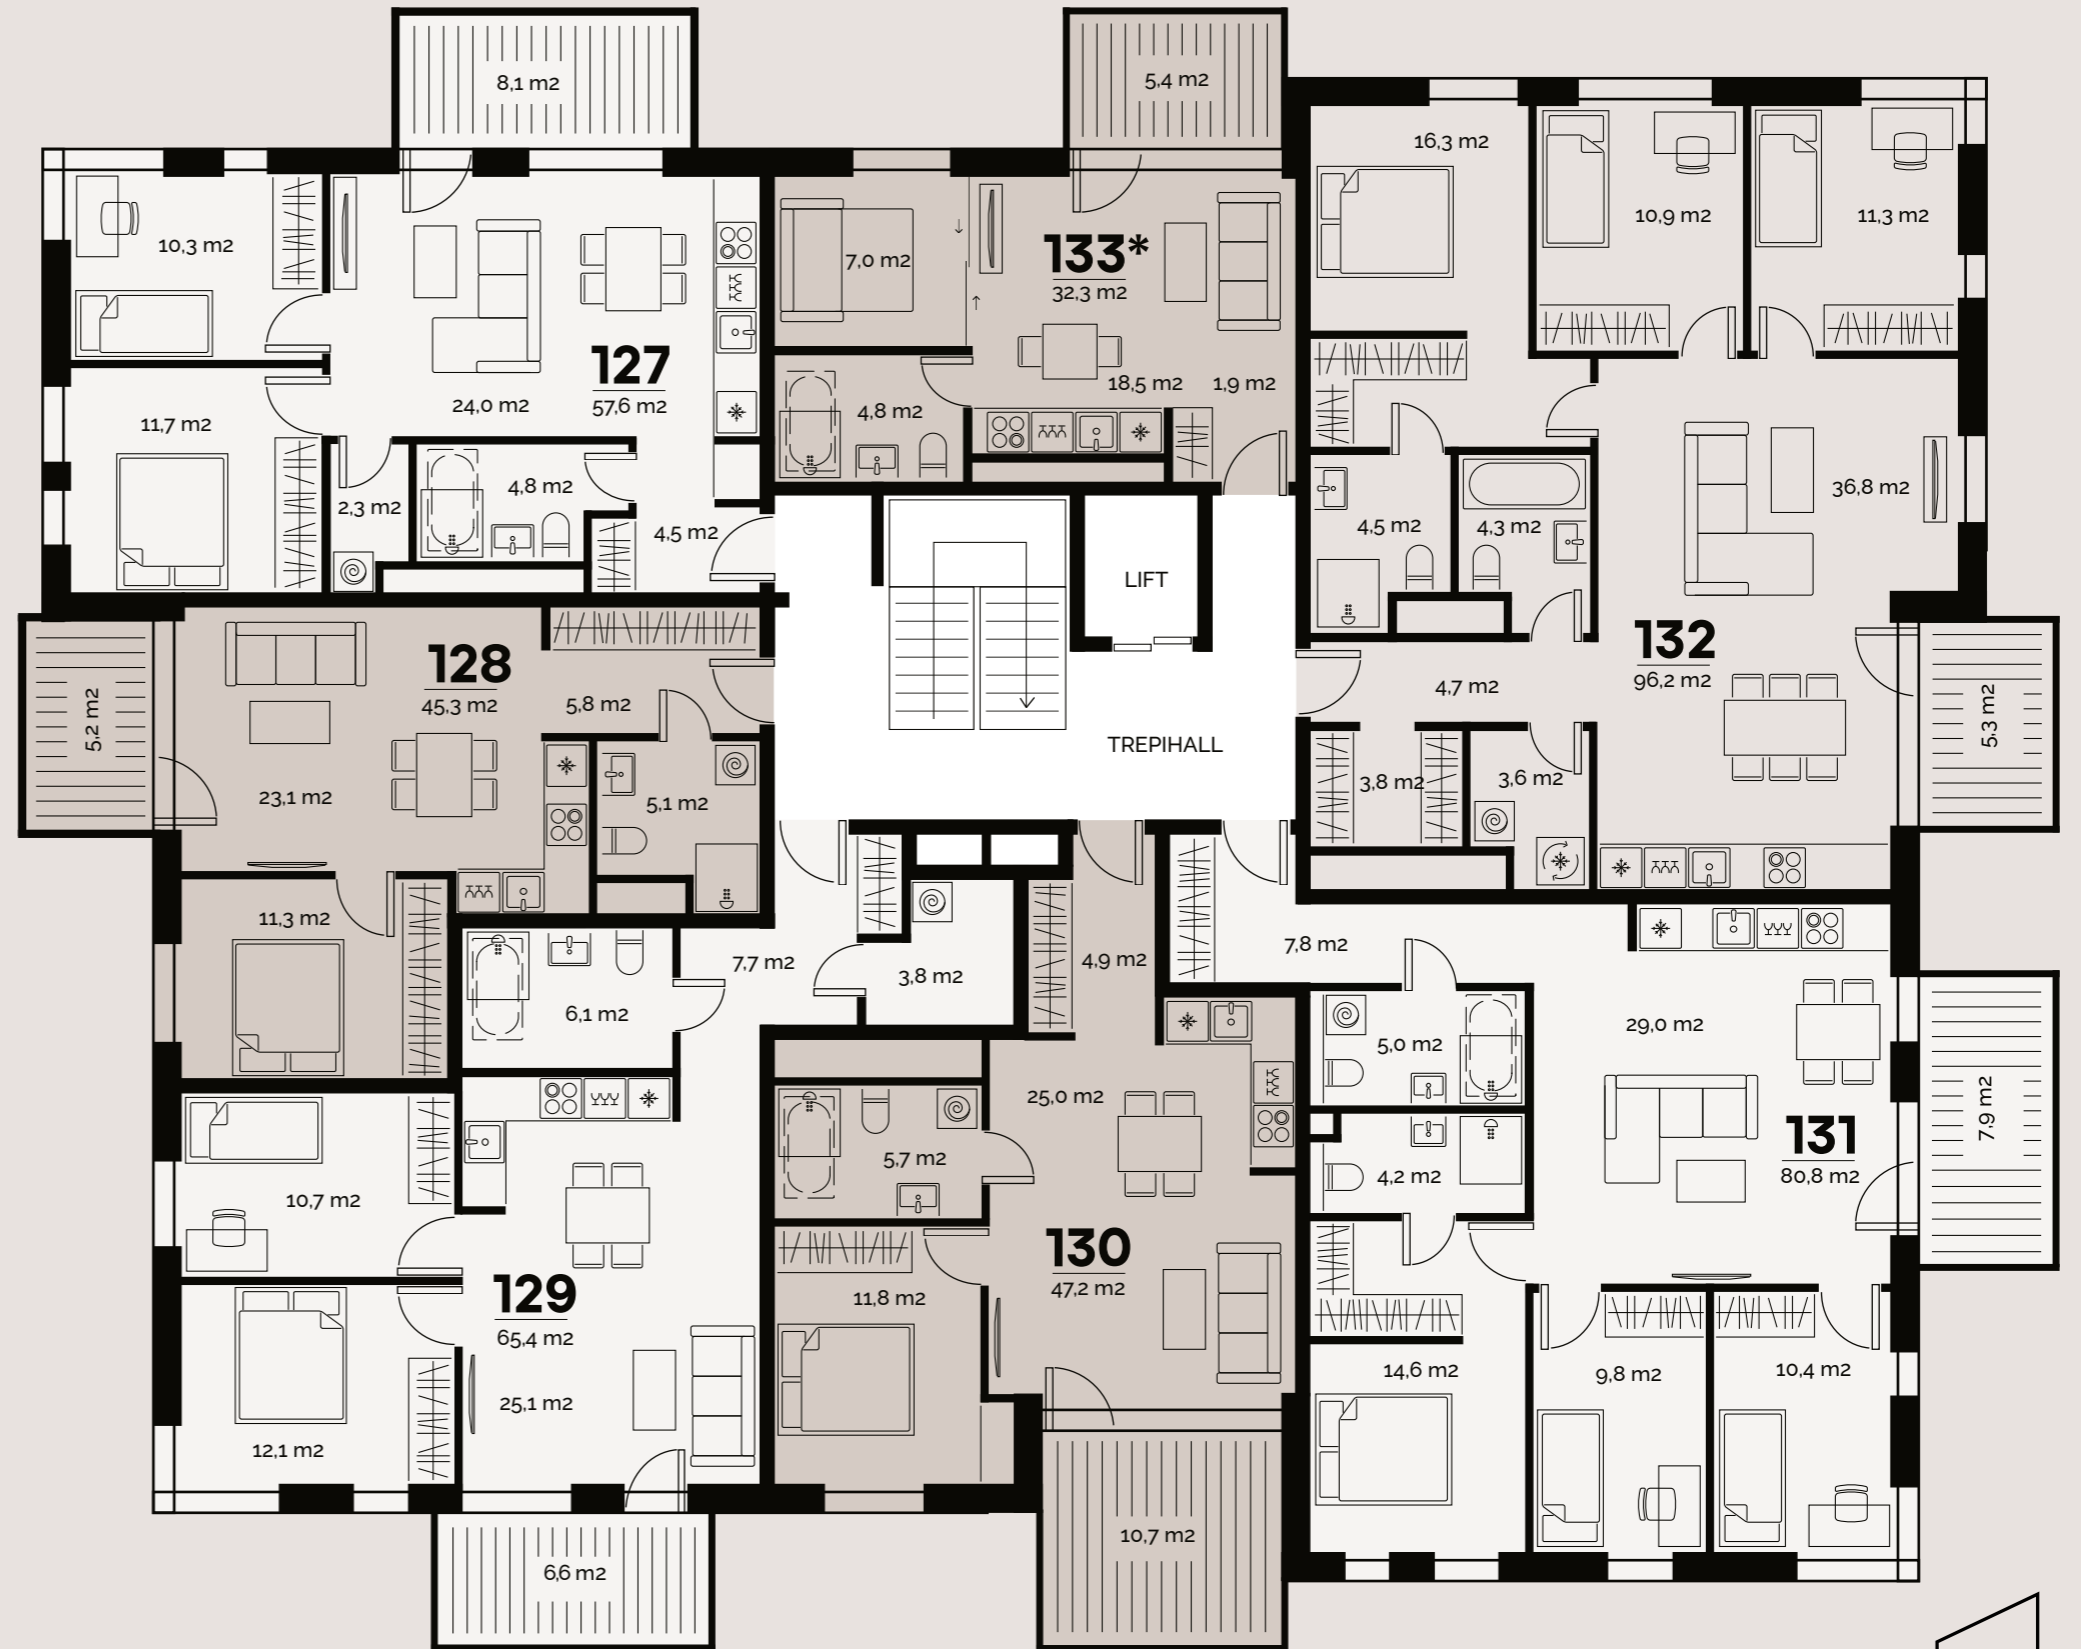 8,1 m2
5,4 m2
16,3 m2
10,9 m2
11,3 m2
10,3 m2
7,0 m2
133*
32,3 m2
127
57,6 m2
24,0 m2
11,7 m2
18,5 m2
1,9 m2
4,8 m2
2,3 m2
4,8 m2
4,5 m2
4,5 m2
4,3 m2
36,8 m2
LIFT
TREPIHALL
128
45,3 m2
5,8 m2
5,2 m2
23,1 m2
5,1 m2
132
96,2 m2
4,7 m2
5,3 m2
3,8 m2
3,6 m2
11,3 m2
6,1 m2
7,7 m2
3,8 m2
4,9 m2
7,8 m2
29,0 m2
5,0 m2
25,0 m2
7,9 m2
131
80,8 m2
4,2 m2
5,7 m2
10,7 m2
129
65,4 m2
130
47,2 m2
11,8 m2
25,1 m2
12,1 m2
14,6 m2
9,8 m2
10,4 m2
10,7 m2
6,6 m2